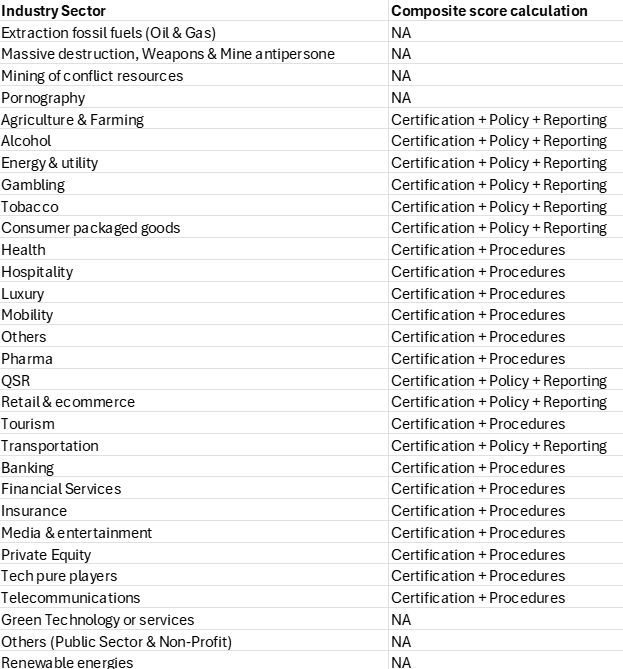 Industry Sector Composite score calculation
Extraction fossil fuels (Oil & Gas) NA
Massive destruction, Weapons & Mine antipersone NA
Mining of conflict resources NA
Pornography NA
Agriculture & Farming Certification + Policy + Reporting
Alcohol Certification + Policy + Reporting
Energy & utility Certification + Policy + Reporting
Gambling Certification + Policy + Reporting
Tobacco Certification + Policy + Reporting
Consumer packaged goods Certification + Policy + Reporting
Health Certification + Procedures
Hospitality Certification + Procedures
Luxury Certification + Procedures
Mobility Certification + Procedures
Others Certification + Procedures
Pharma Certification + Procedures
QSR Certification + Policy + Reporting
Retail & ecommerce Certification + Policy + Reporting
Tourism Certification + Procedures
Transportation Certification + Policy + Reporting
Banking Certification + Procedures
Financial Services Certification + Procedures
Insurance Certification + Procedures
Media & entertainment Certification + Procedures
Private Equity Certification + Procedures
Tech pure players Certification + Procedures
Telecommunications Certification + Procedures
Green Technology or services NA
Others (Public Sector & Non-Profit) NA
Renewable energies NA